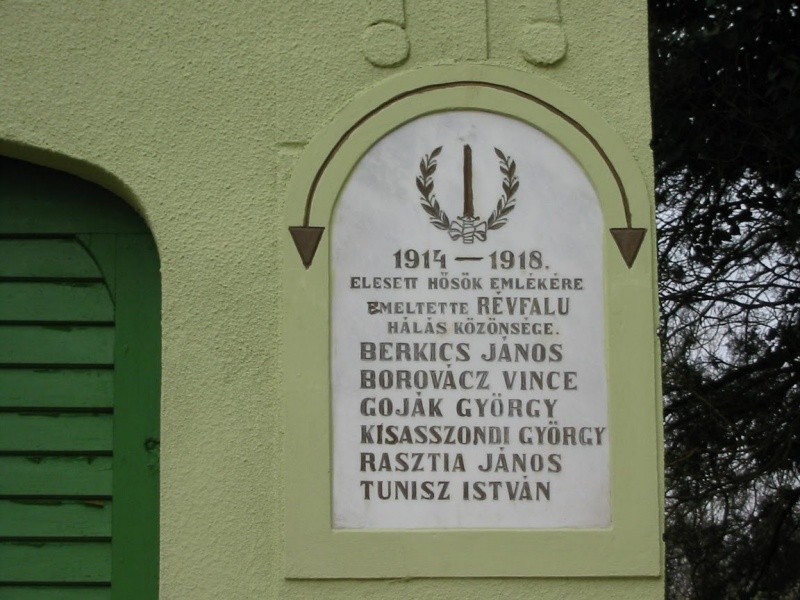 1914 — 1918.
ELESETT HŐSÖK EMLÉKÉRE
EMELTETTE RÉVFALU
HÁLÁS KÖZÖNSÉGE.
BERKICS JÁNOS
BOROVÁCZ VINCE
GOJÁK GYÖRGY
KISASSZONDI GYÖRGY
RASZTIA JÁNOS
TUNISZ ISTVÁN